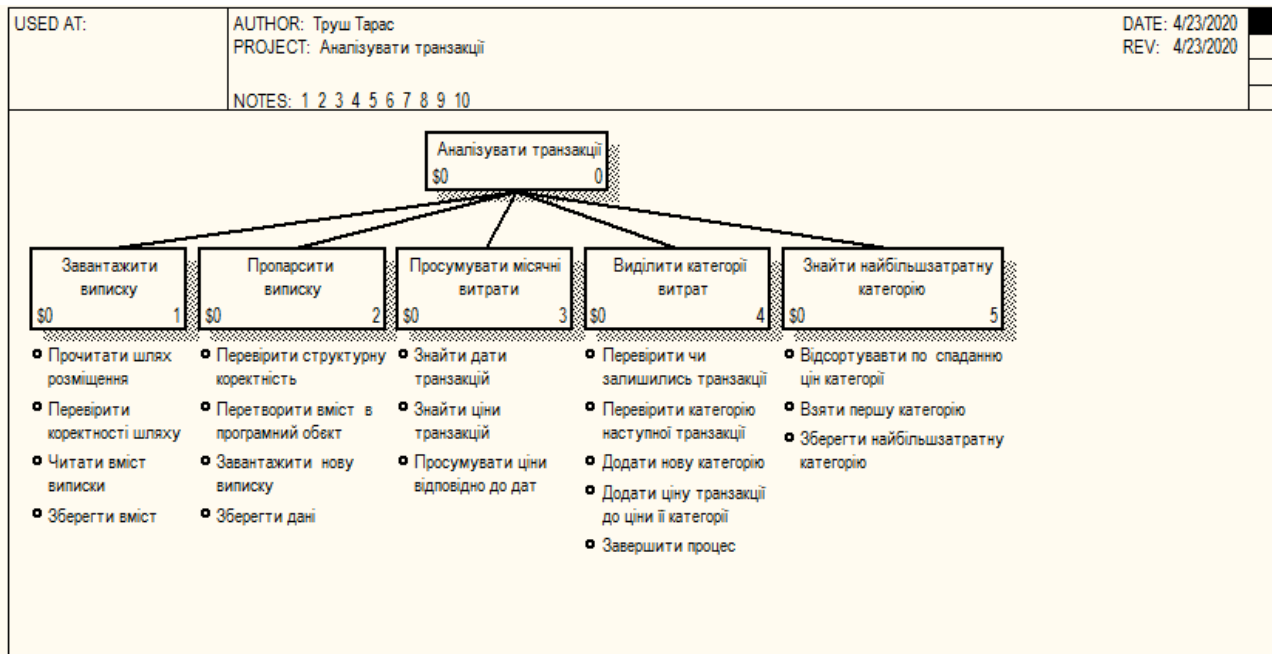 USED AT:
AUTHOR: Труш Тарас
DATE: 4/23/2020
PROJECT: Аналізувати транзакції
REV: 4/23/2020
NOTES: 1 2 3 4 5 6 7 8 9 10
Аналізувати транзакції
$0 0
Завантажити
виписку
$0 1
Прочитати шлях
розміщення
Перевірити
коректності шляху
Читати вміст
виписки
Зберегти вміст
Пропарсити
виписку
$0 2
Перевірити структурну
коректність
Перетворити вміст в
програмний обєкт
Завантажити нову
виписку
Зберегти дані
Просумувати місячні
витрати
$0 3
Знайти дати
транзакцій
Знайти ціни
транзакцій
Просумувати ціни
відповідно до дат
Виділити категорії
витрат
$0 4
Перевірити чи
залишились транзакції
Перевірити категорію
наступної транзакції
Додати нову категорію
Додати ціну транзакції
до ціни її категорії
Завершити процес
Знайти найбільшзатратну
категорію
$0 5
Відсортувавти по спаданню
цін категорії
Взяти першу категорію
Зберегти найбільшзатратну
категорію